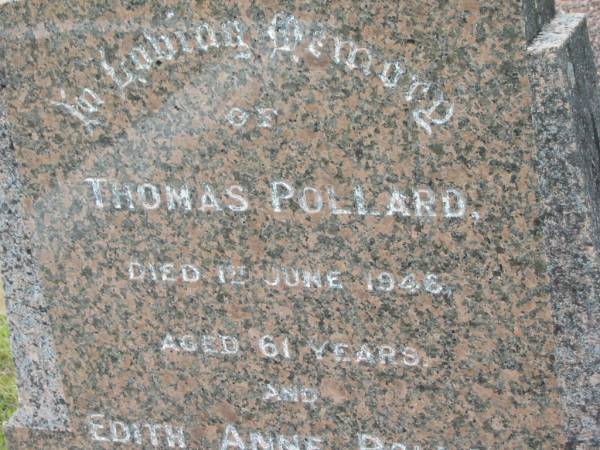 In Loving Memory
OF
THOMAS POLLARD,
DIED 1ST JUNE 1946,
AGED 61 YEARS.
AND
EDITH ANNE